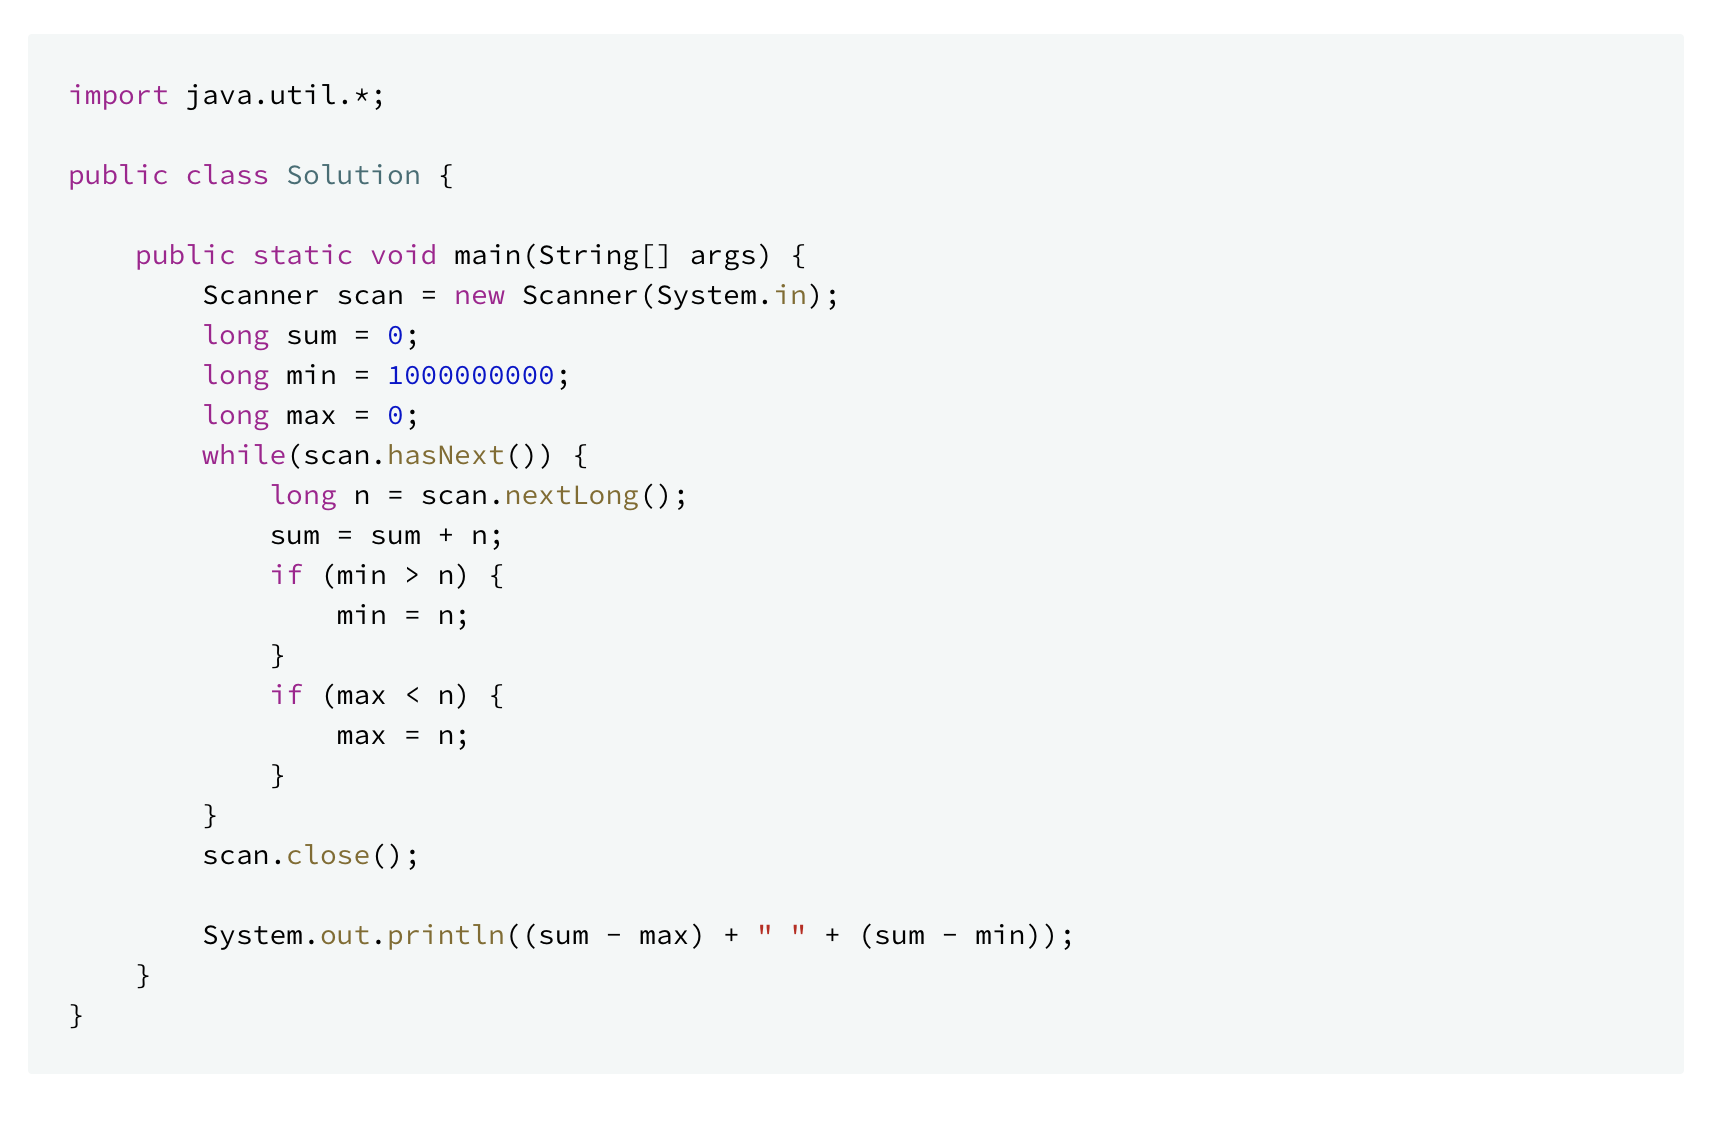 import java.util.*;

public class Solution {

    public static void main(String[] args) {
        Scanner scan = new Scanner(System.in);
        long sum = 0;
        long min = 1000000000;
        long max = 0;
        while(scan.hasNext()) {
            long n = scan.nextLong();
            sum = sum + n;
            if (min > n) {
                min = n;
            }
            if (max < n) {
                max = n;
            }
        }
        scan.close();

        System.out.println((sum - max) + " " + (sum - min));
    }
}